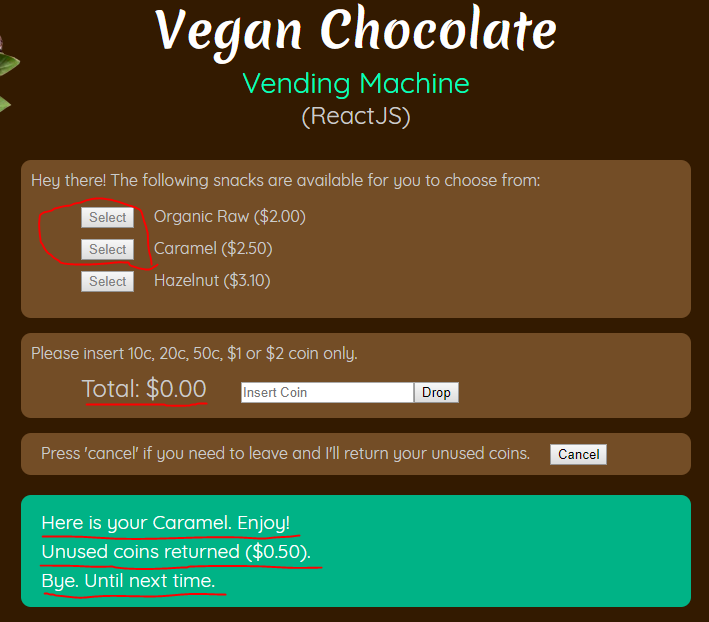 Vegan Chocolate
Vending Machine
(ReactJS)
Hey there! The following snacks are available for you to choose from:
Select Organic Raw ($2.00)
Select Caramel ($2.50)
Select Hazelnut ($3.10)
Please insert 10c, 20c, 50c, $1 or $2 coin only.
Total: $0.00 Insert Coin Drop
Press 'cancel' if you need to leave and I'll return your unused coins. Cancel
Here is your Caramel. Enjoy!
Unused coins returned ($0.50).
Bye. Until next time.